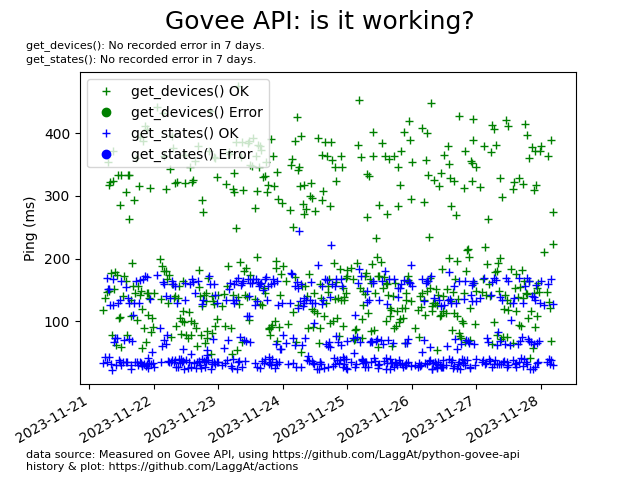 Govee API: is it working?
get_devices(): No recorded error in 7 days.
get_states(): No recorded error in 7 days.
get_devices() OK
get_devices() Error
get_states() OK
get_states() Error
Ping (ms)
400
300
200
100
2023-11-21
2023-11-22
2023-11-23
2023-11-24
2023-11-25
2023-11-26
2023-11-27
2023-11-28
data source: Measured on Govee API, using https://github.com/LaggAt/python-govee-api
history & plot: https://github.com/LaggAt/actions